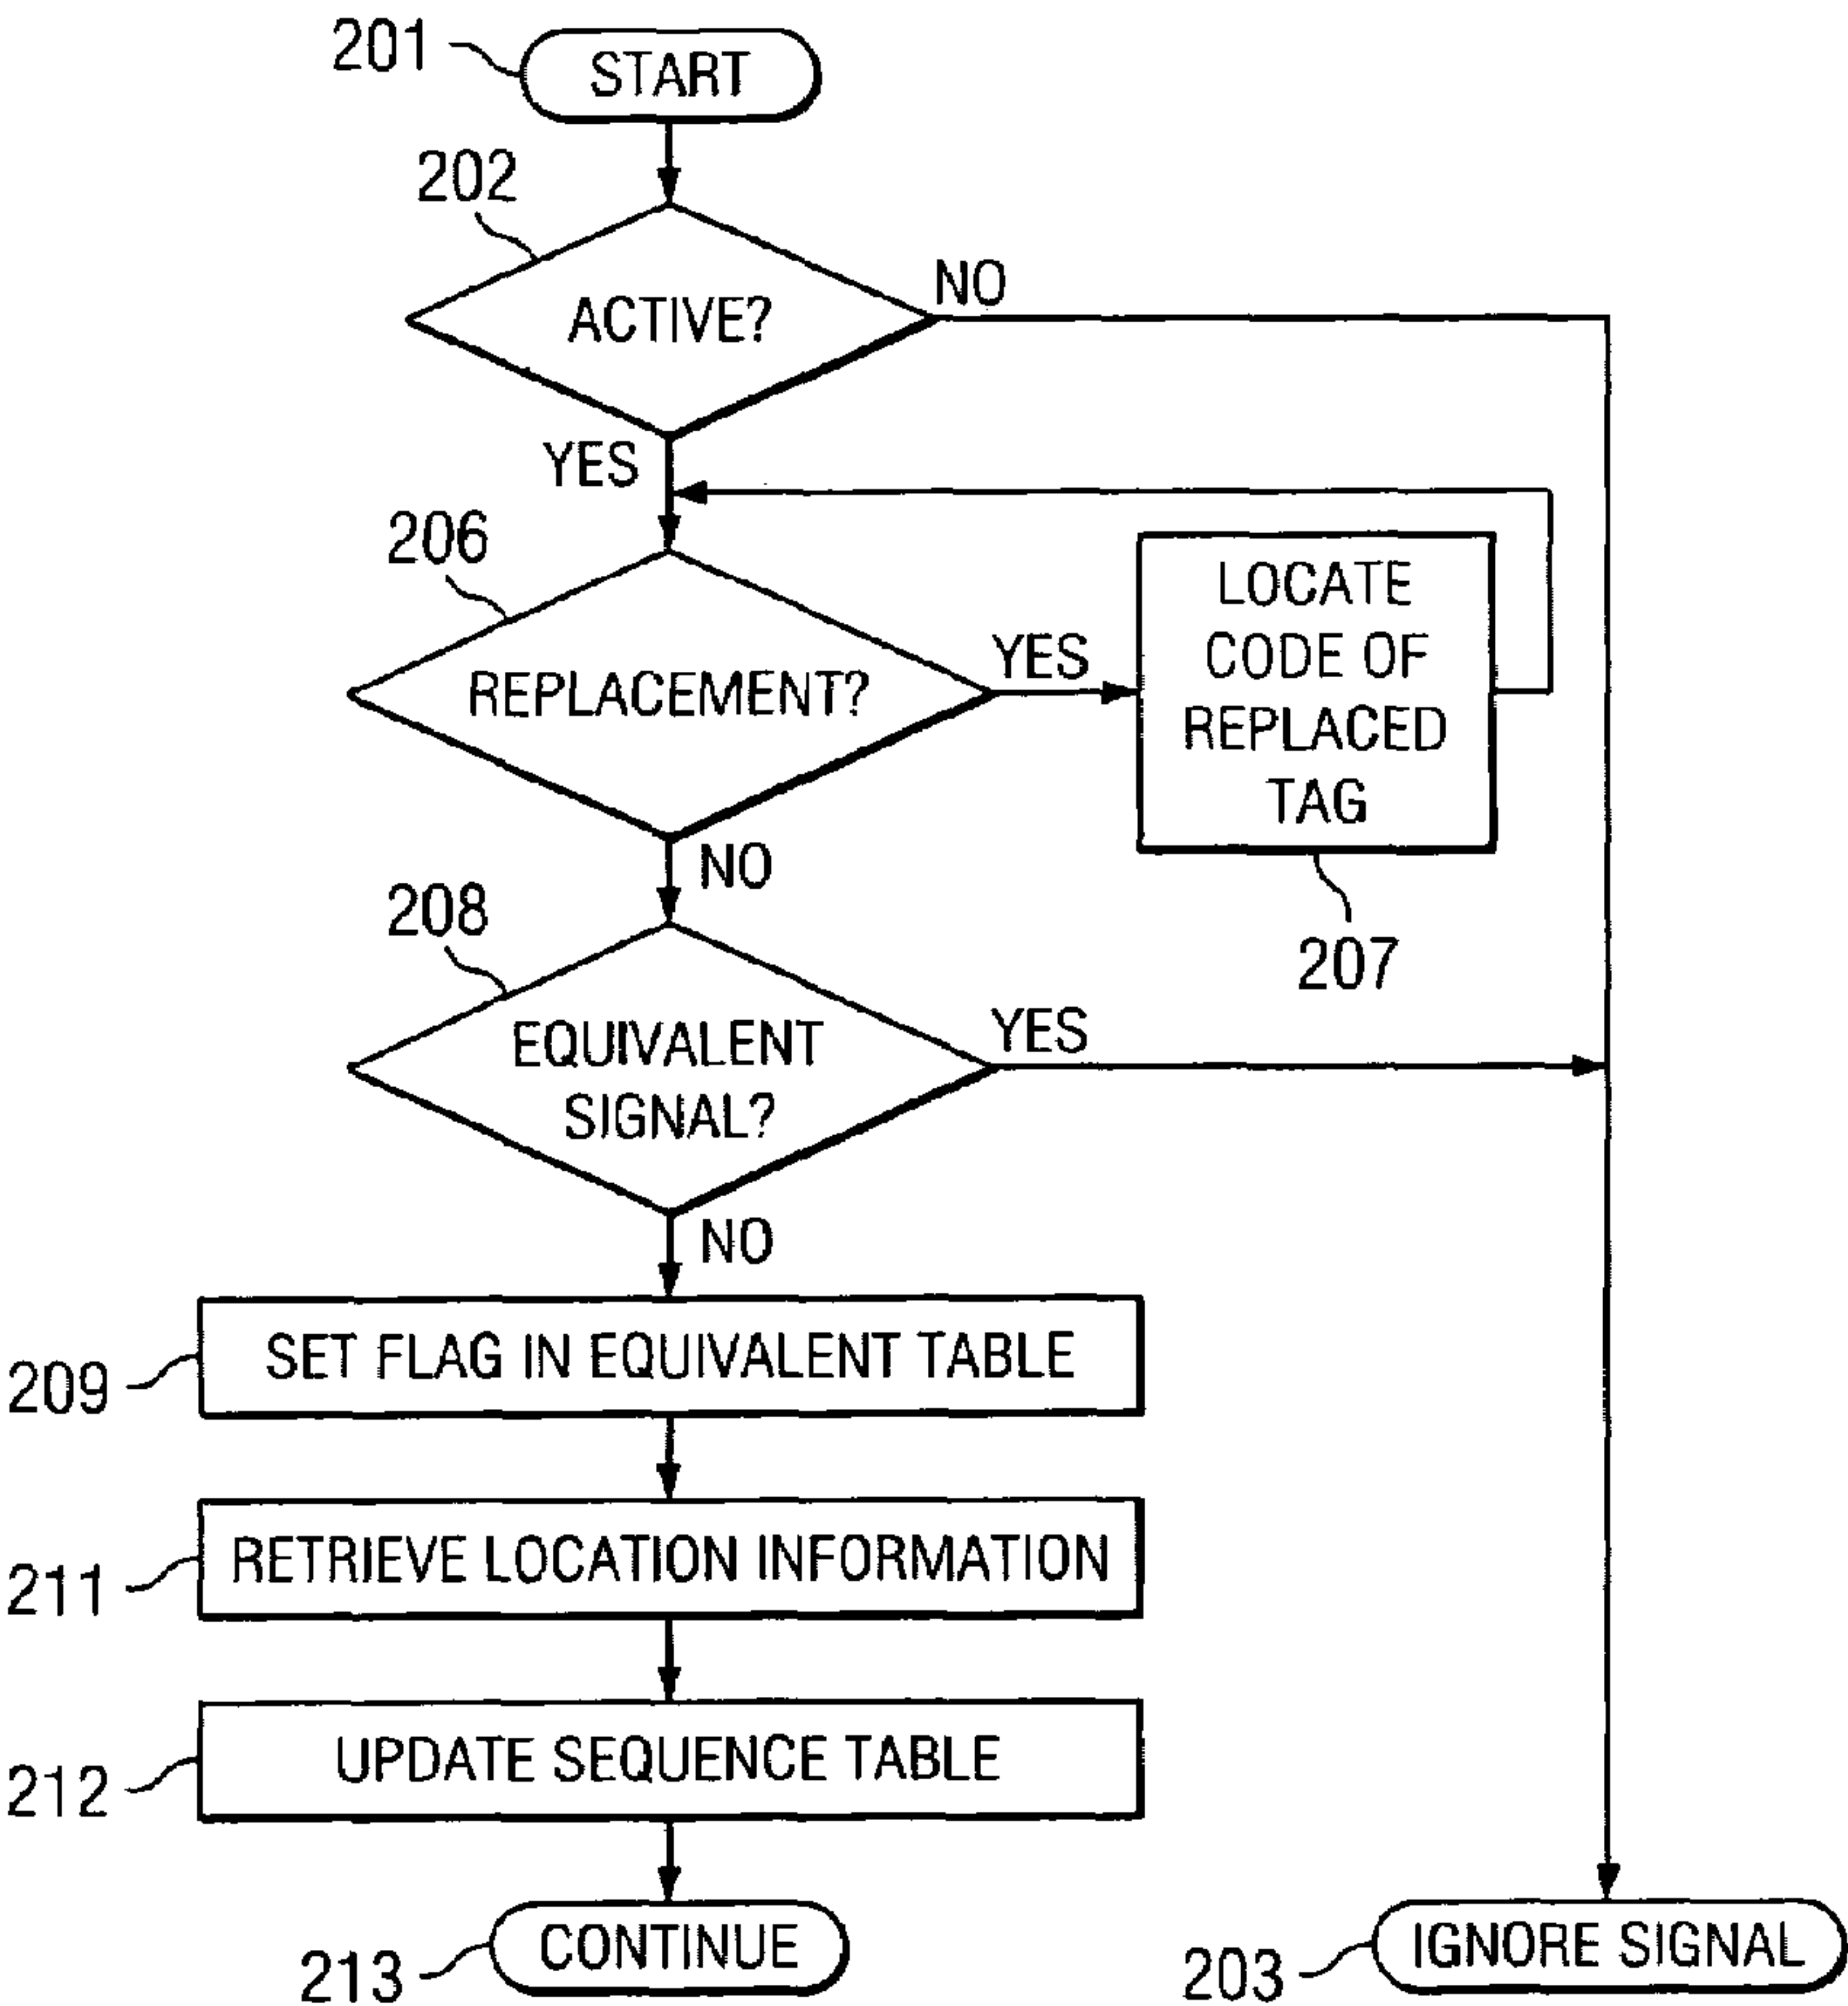 201
START
202
ACTIVE?
NO
YES
206
REPLACEMENT?
YES
LOCATE
CODE OF
REPLACED
TAG
207
NO
208
EQUIVALENT
SIGNAL?
YES
NO
209
SET FLAG IN EQUIVALENT TABLE
211
RETRIEVE LOCATION INFORMATION
212
UPDATE SEQUENCE TABLE
213
CONTINUE
203
IGNORE SIGNAL